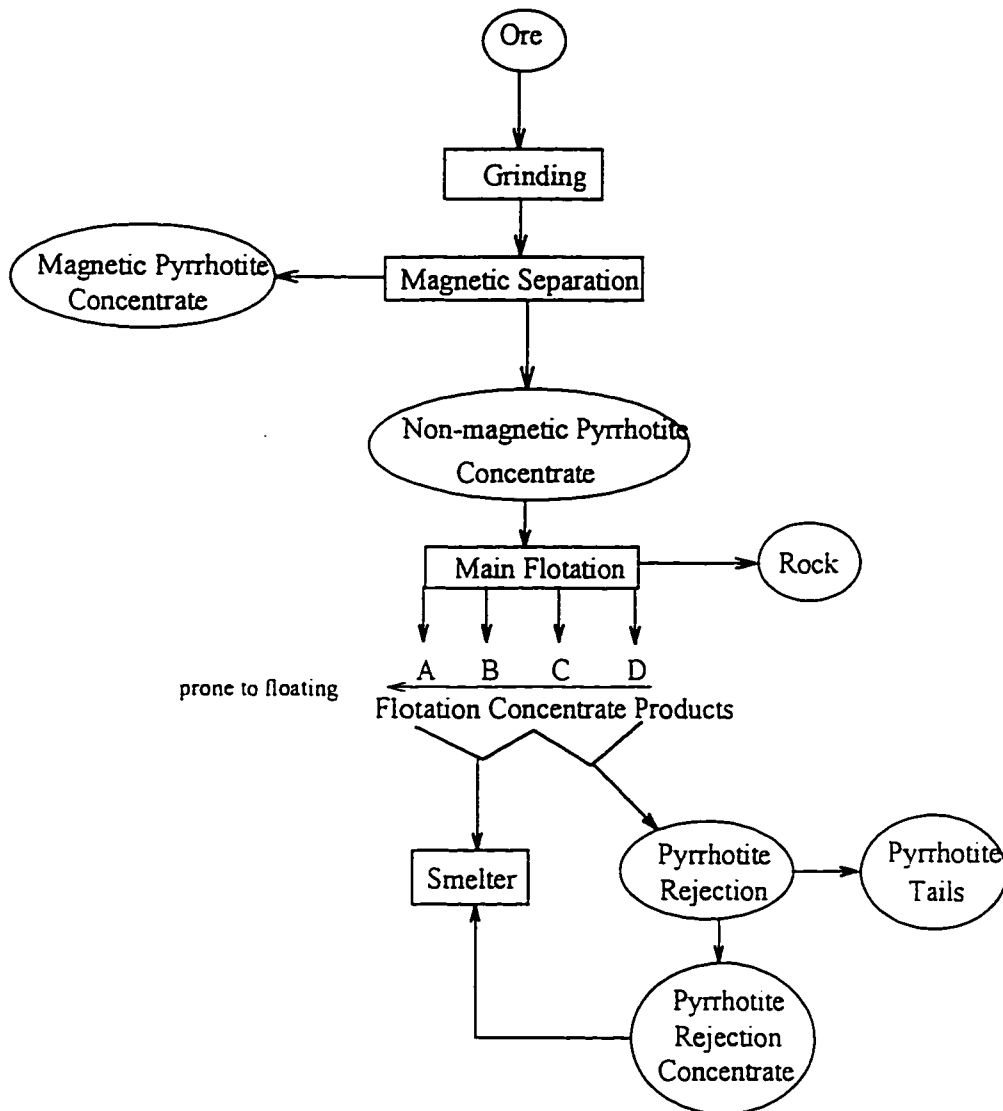 Ore
Grinding
Magnetic Pyrrhotite
Concentrate
Magnetic Separation
Non-magnetic Pyrrhotite
Concentrate
Main Flotation
Rock
A B C D
prone to floating
Flotation Concentrate Products
Smelter
Pyrrhotite
Rejection
Pyrrhotite
Tails
Pyrrhotite
Rejection
Concentrate